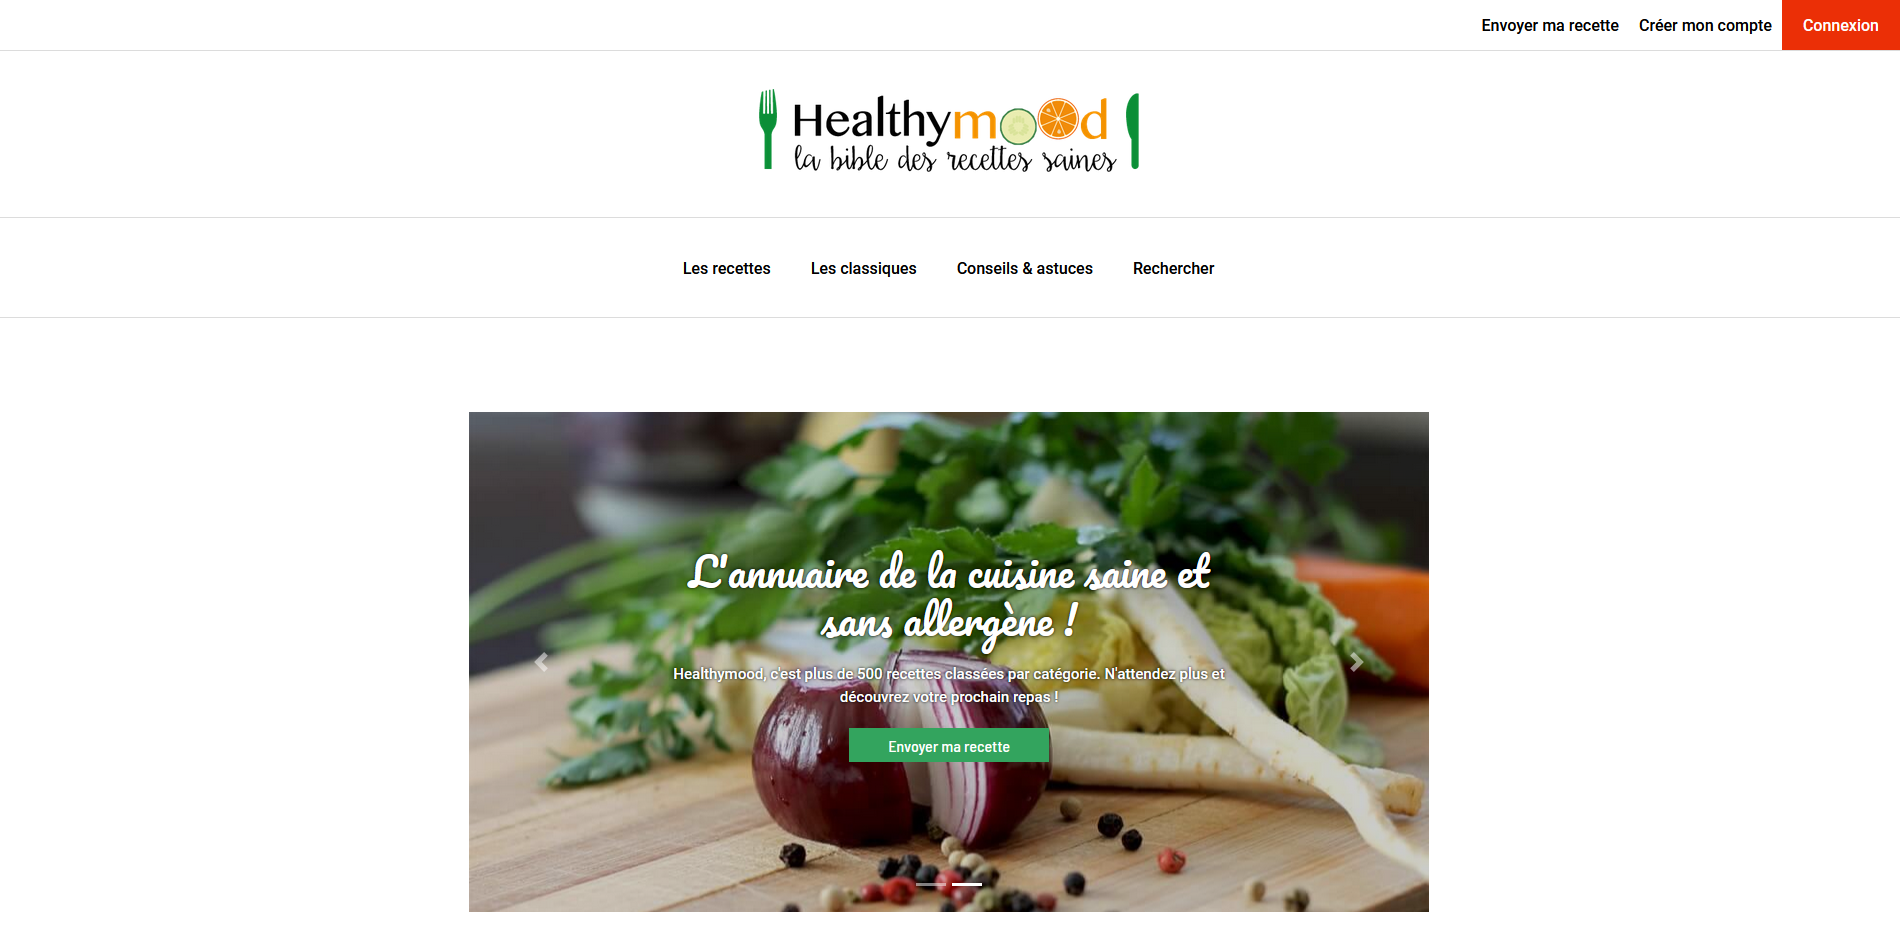 Envoyer ma recette
Créer mon compte
Connexion
Healthymood
la bible des recettes saines
Les recettes
Les classiques
Conseils & astuces
Rechercher
L'annuaire de la cuisine saine et
sans allergène !
Healthymood, c'est plus de 500 recettes classées par catégorie. N'attendez plus et
découvrez votre prochain repas !
Envoyer ma recette